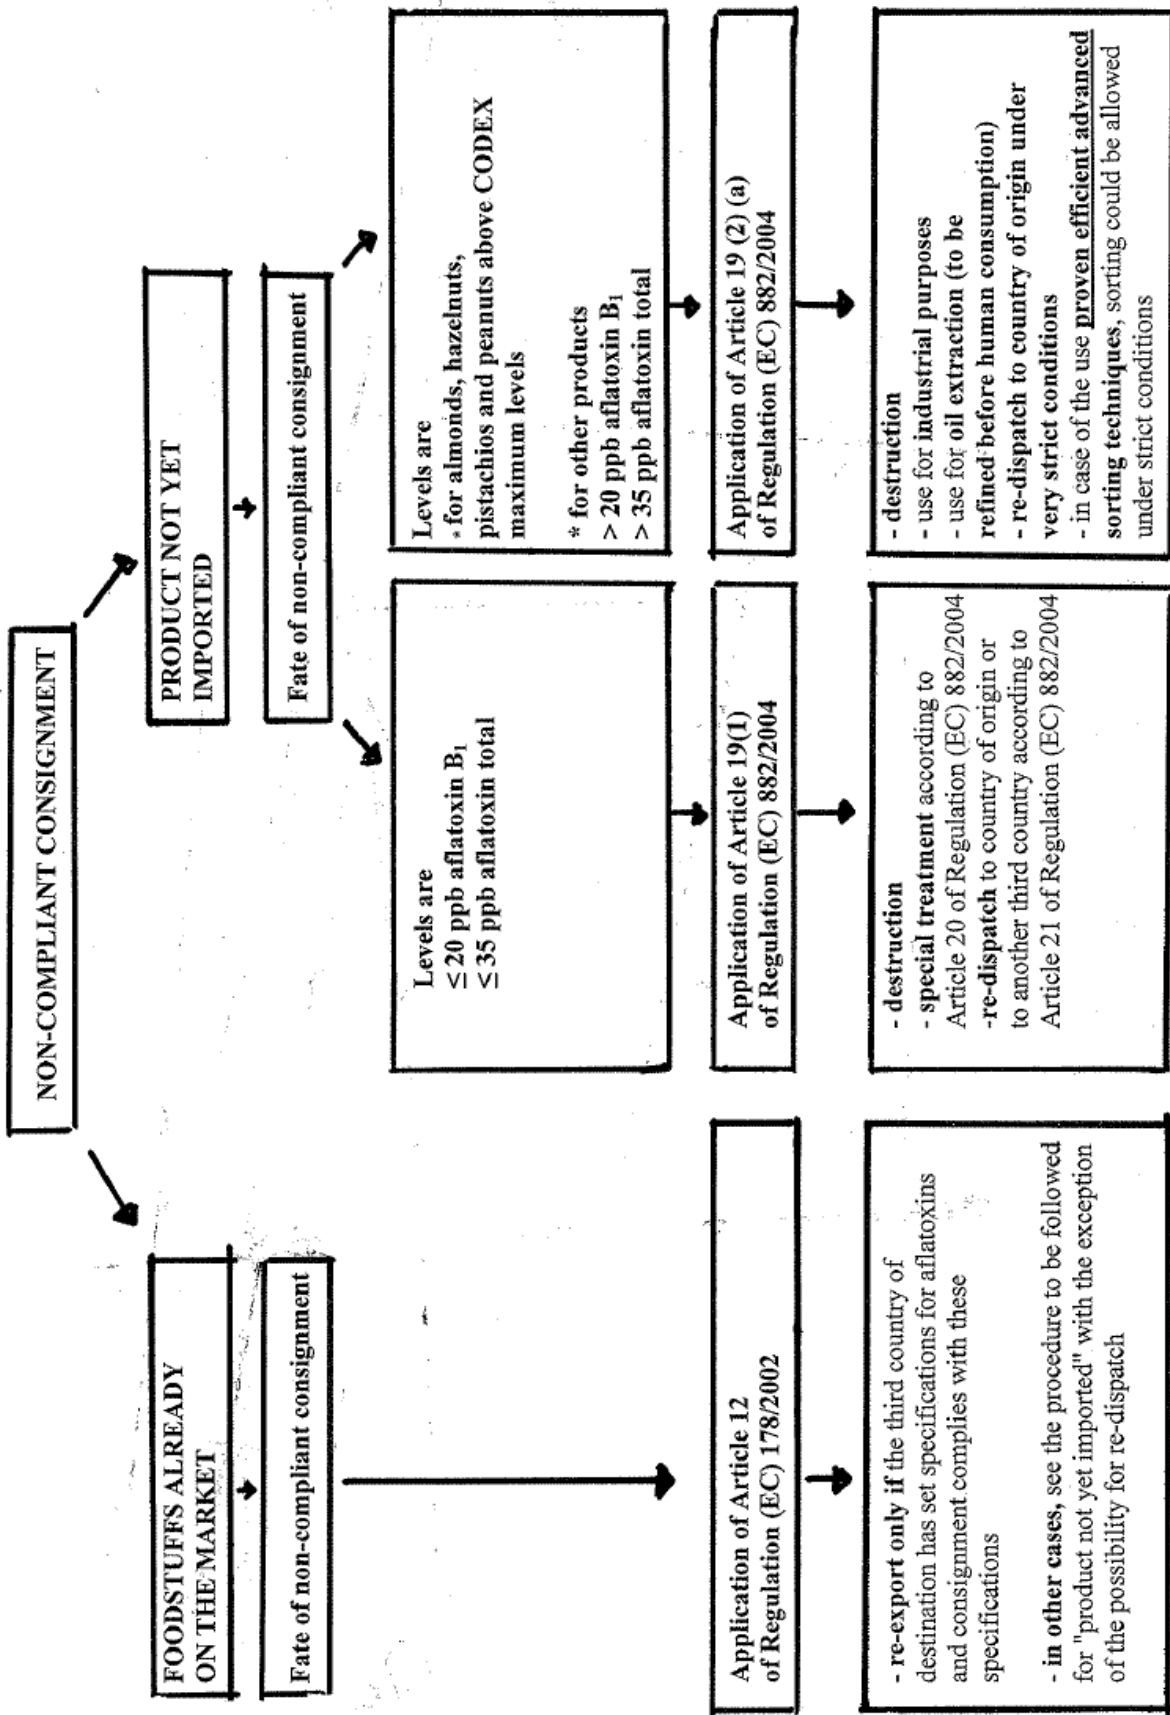 NON-COMPLIANT CONSIGNMENT
FOODSTUFFS ALREADY
ON THE MARKET
Fate of non-compliant consignment
Application of Article 12
of Regulation (EC) 178/2002
- re-export only if the third country of
destination has set specifications for aflatoxins
and consignment complies with these
specifications
- in other cases, see the procedure to be followed
for "product not yet imported" with the exception
of the possibility for re-dispatch
PRODUCT NOT YET
IMPORTED
Fate of non-compliant consignment
Levels are
≤ 20 ppb aflatoxin B₁
≤ 35 ppb aflatoxin total
Application of Article 19(1)
of Regulation (EC) 882/2004
- destruction
- special treatment according to
Article 20 of Regulation (EC) 882/2004
-re-dispatch to country of origin or
to another third country according to
Article 21 of Regulation (EC) 882/2004
Levels are
* for almonds, hazelnuts,
pistachios and peanuts above CODEX
maximum levels
* for other products
> 20 ppb aflatoxin B₁
> 35 ppb aflatoxin total
Application of Article 19 (2) (a)
of Regulation (EC) 882/2004
- destruction
- use for industrial purposes
- use for oil extraction (to be
refined before human consumption)
- re-dispatch to country of origin under
very strict conditions
- in case of the use proven efficient advanced
sorting techniques, sorting could be allowed
under strict conditions